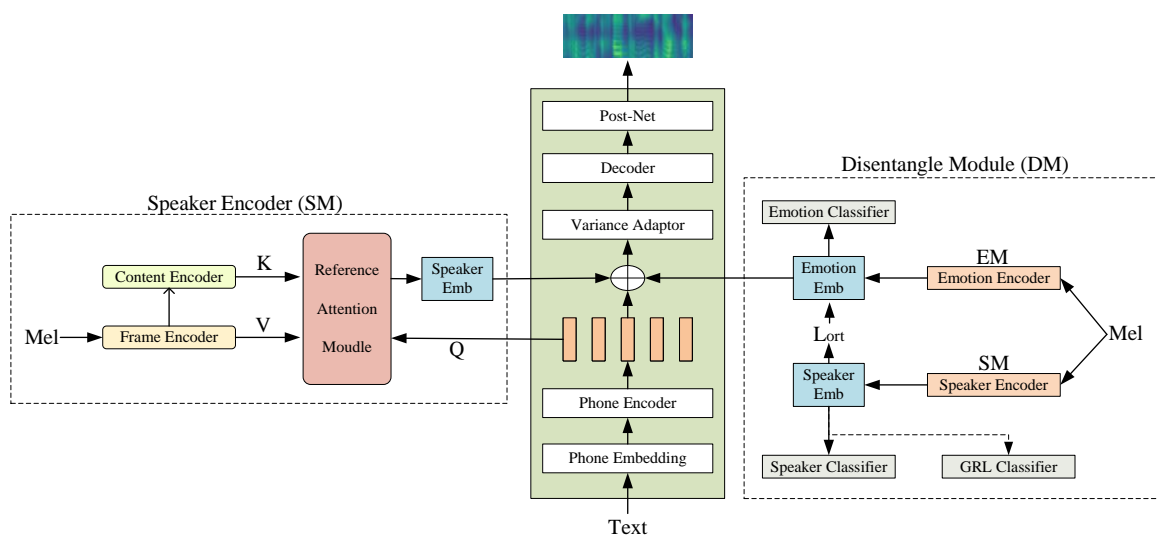 Post-Net
Decoder
Disentangle Module (DM)
Speaker Encoder (SM)
Emotion Classifier
Variance Adaptor
Content Encoder
K
Reference
Attention
Moudle
Speaker
Emb
Emotion
Emb
EM
Emotion Encoder
Mel
Frame Encoder
V
Q
Lort
Mel
Speaker
Emb
SM
Speaker Encoder
Phone Encoder
Phone Embedding
Speaker Classifier
GRL Classifier
Text